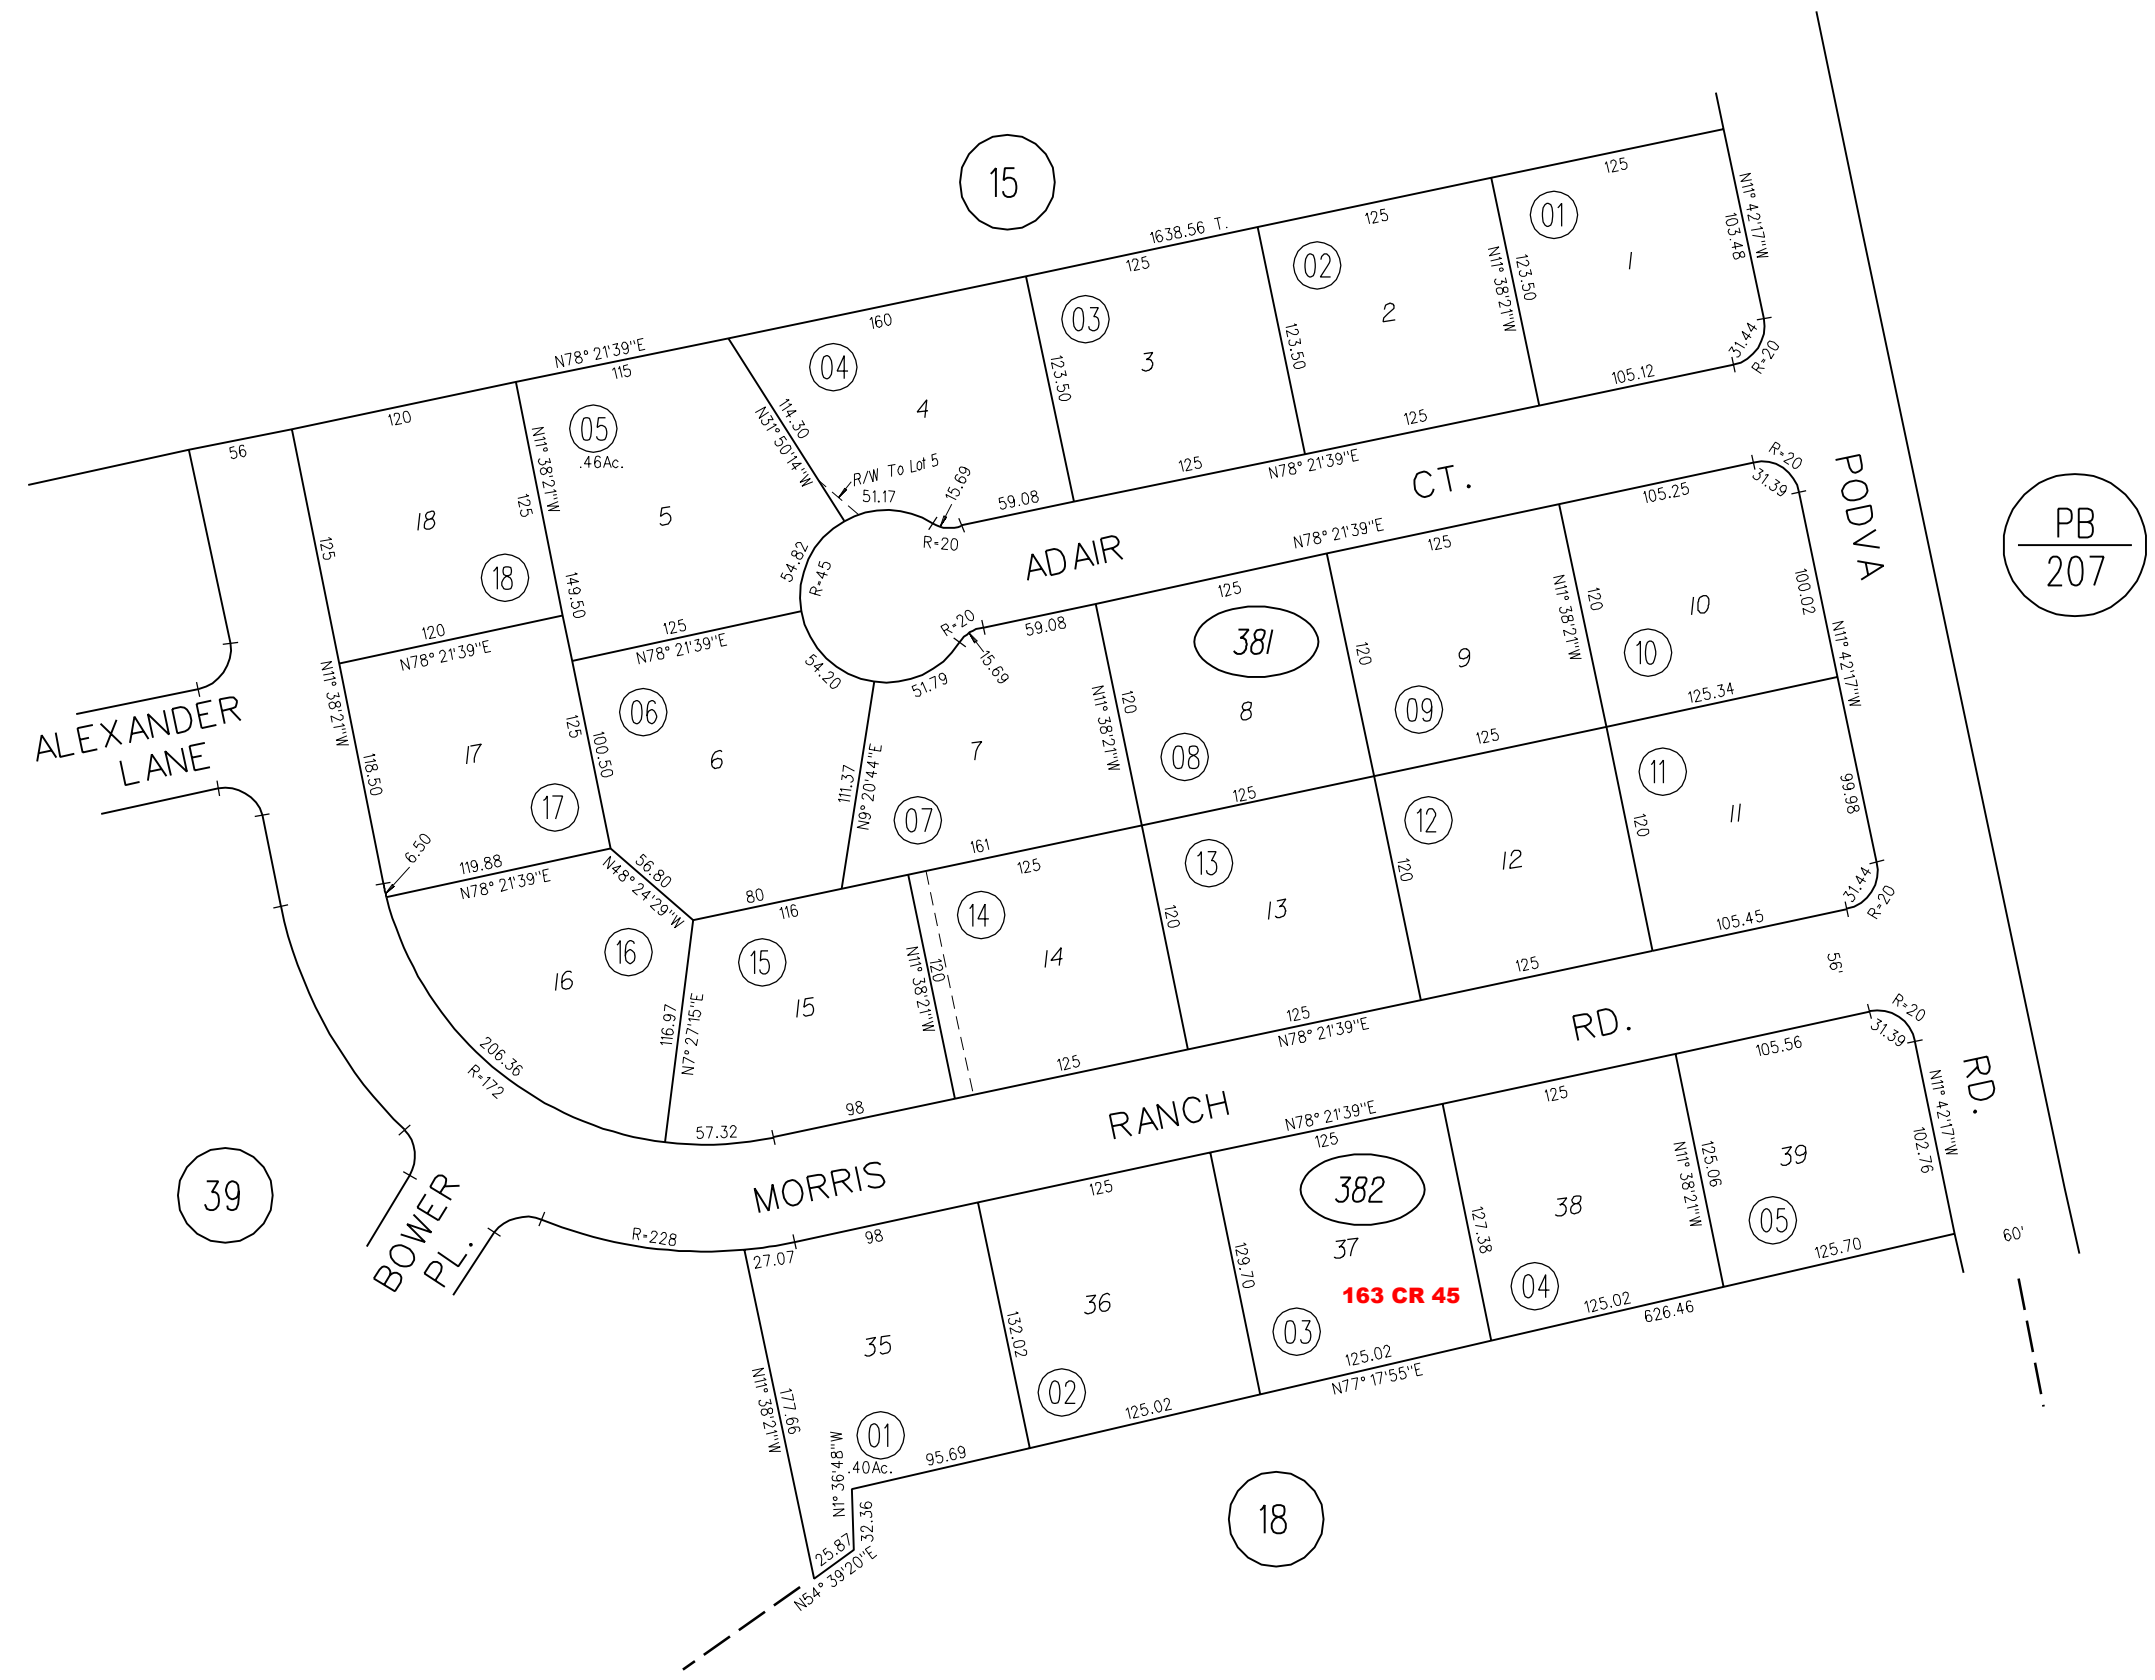 15
125
01
1
N11° 42'17"W
103.48
31.44
R=20
105.12
125
02
2
N11° 38'21"W
123.50
125
1638.56 T.
125
03
3
123.50
125
N78° 21'39"E
160
04
4
123.50
59.08
15.69
R=20
51.17
R/W To Lot 5
114.30
N31° 50'14"W
N78° 21'39"E
115
05
.46Ac.
5
N11° 38'21"W
125
149.50
54.82
R=45
125
N78° 21'39"E
120
56
18
18
125
120
N78° 21'39"E
ADAIR
CT.
PODVA
RD.
PB
207
ALEXANDER
LANE
N11° 38'21"W
118.50
17
17
125
100.50
6.50
119.88
N78° 21'39"E
06
6
54.20
51.79
15.69
R=20
59.08
111.37
N9° 20'44"E
07
7
161
56.80
N48° 24'29"W
80
116
N78° 21'39"E
125
381
8
08
120
N11° 38'21"W
125
125
9
09
120
125
105.25
R=20
31.39
10
10
120
N11° 38'21"W
100.02
N11° 42'17"W
125.34
11
11
99.98
120
31.44
R=20
105.45
12
12
120
125
13
13
120
125
N78° 21'39"E
125
14
14
120
N11° 38'21"W
125
15
15
98
57.32
116.97
N7° 27'15"E
16
16
206.36
R=172
56'
MORRIS
RANCH
RD.
39
BOWER
PL.
R=228
27.07
98
35
01
.40Ac.
N11° 38'21"W
177.66
N1° 36'48"W
32.36
25.87
N54° 39'20"E
95.69
125
36
02
132.02
125.02
N78° 21'39"E
125
382
37
163 CR 45
03
129.70
125.02
N77° 17'55"E
125
38
04
127.38
125.02
626.46
105.56
R=20
31.39
39
05
125.06
N11° 38'21"W
N11° 42'17"W
102.76
125.70
60'
18